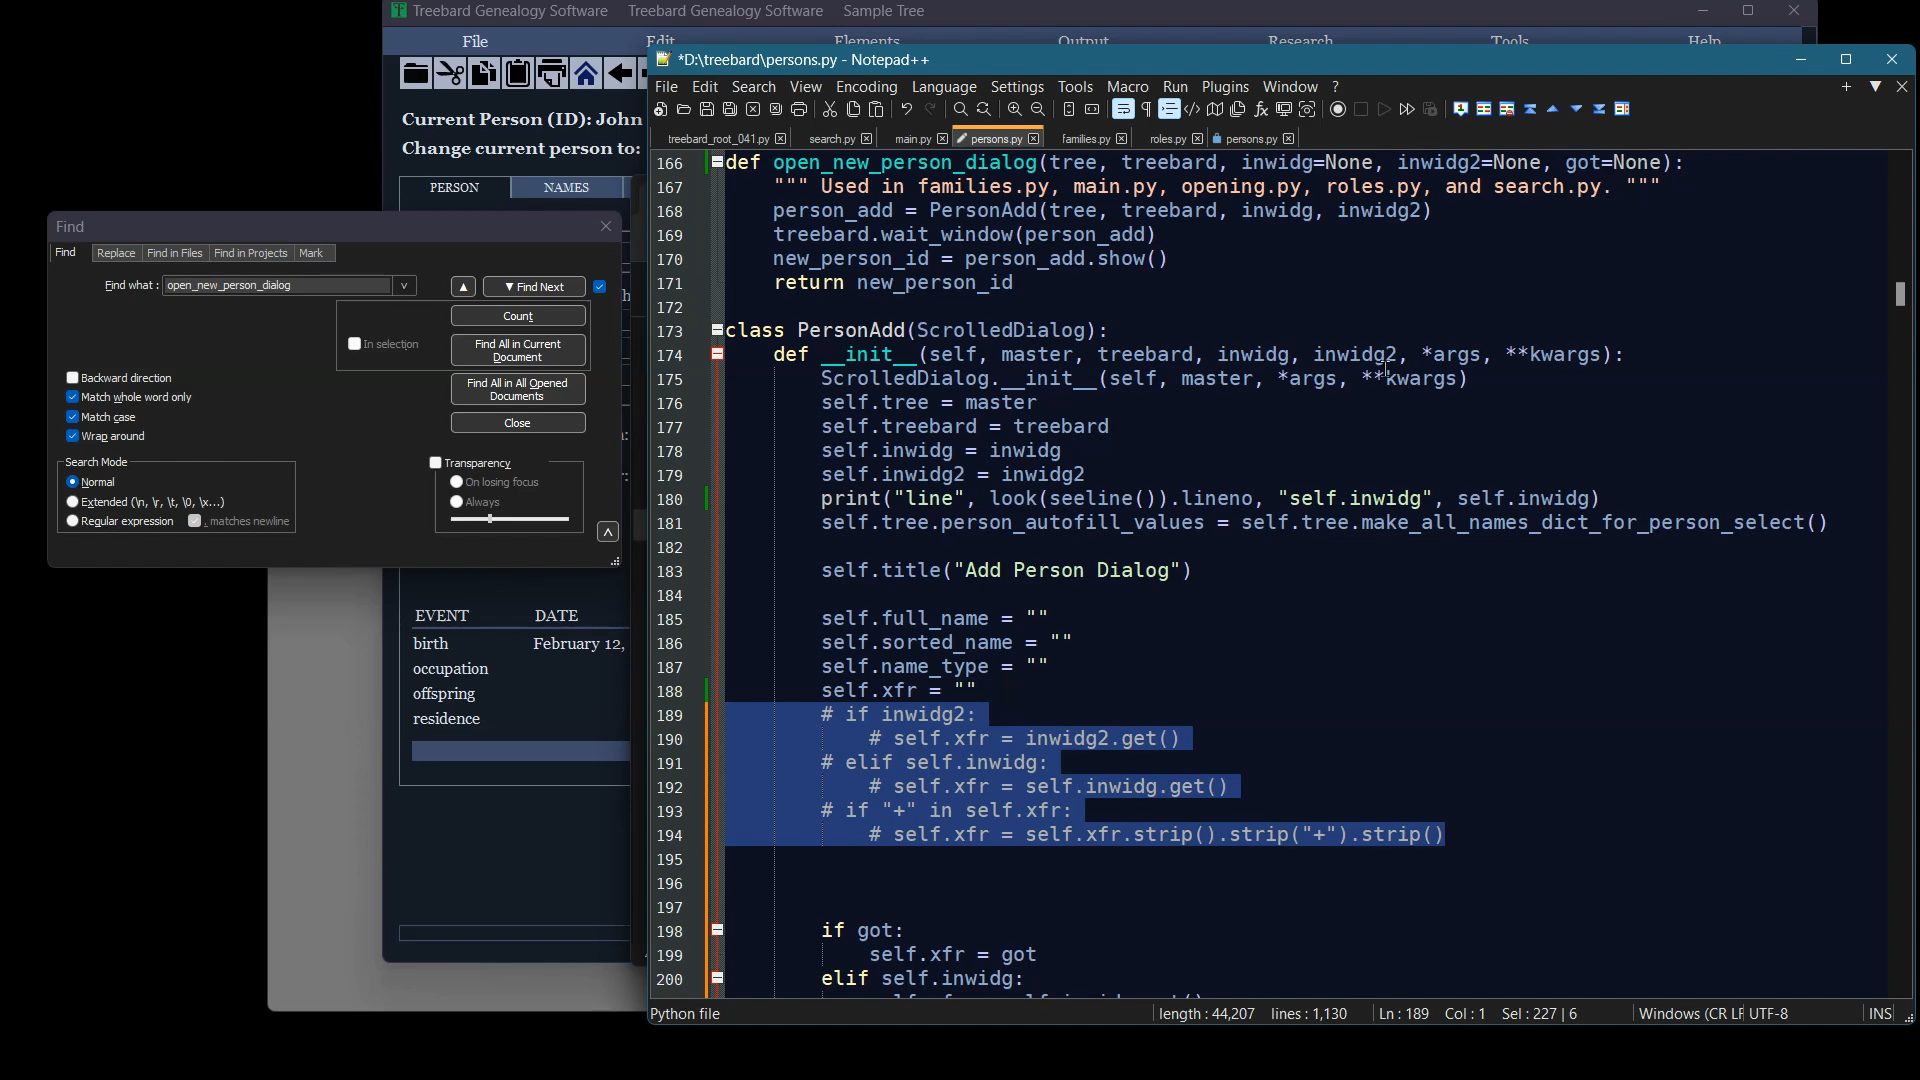 Treebard Genealogy Software Treebard Genealogy Software Sample Tree
File Edit Elements Output Research Tools Help
Current Person (ID): John
Change current person to:
PERSON NAMES
EVENT DATE
birth February 12,
occupation
offspring
residence
Find
Find Replace Find in Files Find in Projects Mark
Find what : open_new_person_dialog
▲ ▼ Find Next
Count
In selection
Find All in Current
Document
Find All in All Opened
Documents
Close
Backward direction
Match whole word only
Match case
Wrap around
Search Mode
Normal
Extended (\n, \r, \t, \0, \x...)
Regular expression . matches newline
Transparency
On losing focus
Always
*D:\treebard\persons.py - Notepad++
File Edit Search View Encoding Language Settings Tools Macro Run Plugins Window ?
treebard_root_041.py search.py main.py persons.py families.py roles.py persons.py
166 def open_new_person_dialog(tree, treebard, inwidg=None, inwidg2=None, got=None):
167 """ Used in families.py, main.py, opening.py, roles.py, and search.py. """
168 person_add = PersonAdd(tree, treebard, inwidg, inwidg2)
169 treebard.wait_window(person_add)
170 new_person_id = person_add.show()
171 return new_person_id
172
173 class PersonAdd(ScrolledDialog):
174 def __init__(self, master, treebard, inwidg, inwidg2, *args, **kwargs):
175 ScrolledDialog.__init__(self, master, *args, **kwargs)
176 self.tree = master
177 self.treebard = treebard
178 self.inwidg = inwidg
179 self.inwidg2 = inwidg2
180 print("line", look(seeline()).lineno, "self.inwidg", self.inwidg)
181 self.tree.person_autofill_values = self.tree.make_all_names_dict_for_person_select()
182
183 self.title("Add Person Dialog")
184
185 self.full_name = ""
186 self.sorted_name = ""
187 self.name_type = ""
188 self.xfr = ""
189 # if inwidg2:
190 # self.xfr = inwidg2.get()
191 # elif self.inwidg:
192 # self.xfr = self.inwidg.get()
193 # if "+" in self.xfr:
194 # self.xfr = self.xfr.strip().strip("+").strip()
195
196
197
198 if got:
199 self.xfr = got
200 elif self.inwidg:
Python file length : 44,207 lines : 1,130 Ln : 189 Col : 1 Sel : 227 | 6 Windows (CR LF UTF-8 INS